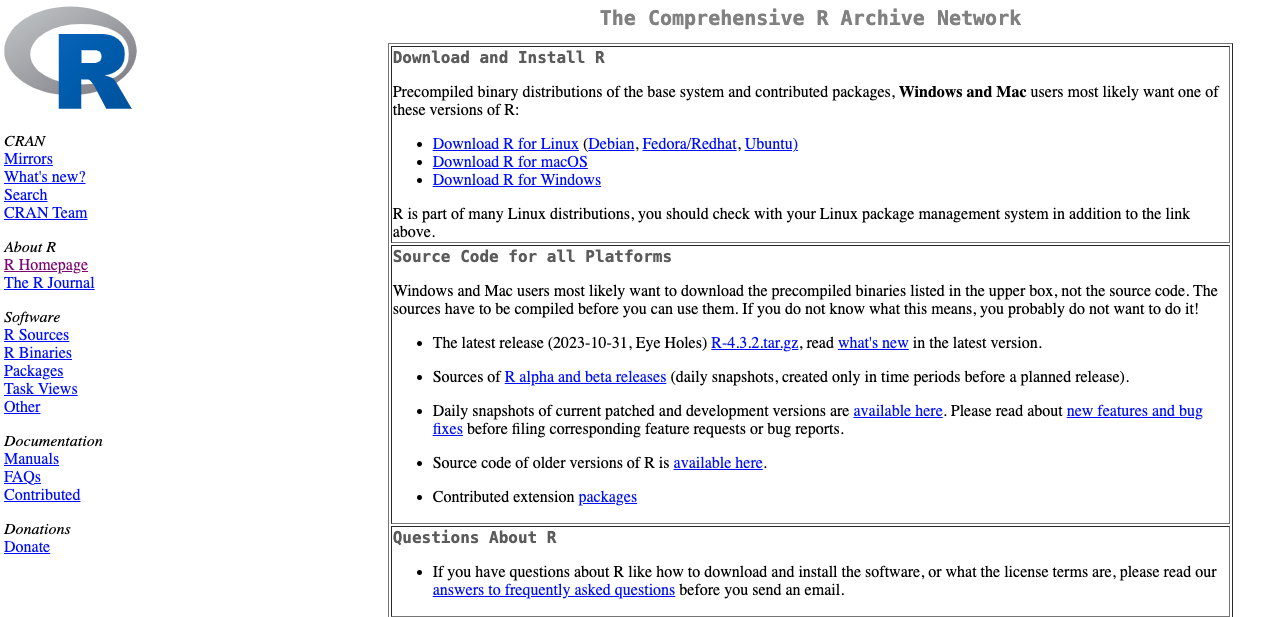 R
CRAN
Mirrors
What's new?
Search
CRAN Team
About R
R Homepage
The R Journal
Software
R Sources
R Binaries
Packages
Task Views
Other
Documentation
Manuals
FAQs
Contributed
Donations
Donate
The Comprehensive R Archive Network
Download and Install R
Precompiled binary distributions of the base system and contributed packages, Windows and Mac users most likely want one of
these versions of R:
• Download R for Linux (Debian, Fedora/Redhat, Ubuntu)
• Download R for macOS
• Download R for Windows
R is part of many Linux distributions, you should check with your Linux package management system in addition to the link
above.
Source Code for all Platforms
Windows and Mac users most likely want to download the precompiled binaries listed in the upper box, not the source code. The
sources have to be compiled before you can use them. If you do not know what this means, you probably do not want to do it!
• The latest release (2023-10-31, Eye Holes) R-4.3.2.tar.gz, read what's new in the latest version.
• Sources of R alpha and beta releases (daily snapshots, created only in time periods before a planned release).
• Daily snapshots of current patched and development versions are available here. Please read about new features and bug
fixes before filing corresponding feature requests or bug reports.
• Source code of older versions of R is available here.
• Contributed extension packages
Questions About R
• If you have questions about R like how to download and install the software, or what the license terms are, please read our
answers to frequently asked questions before you send an email.